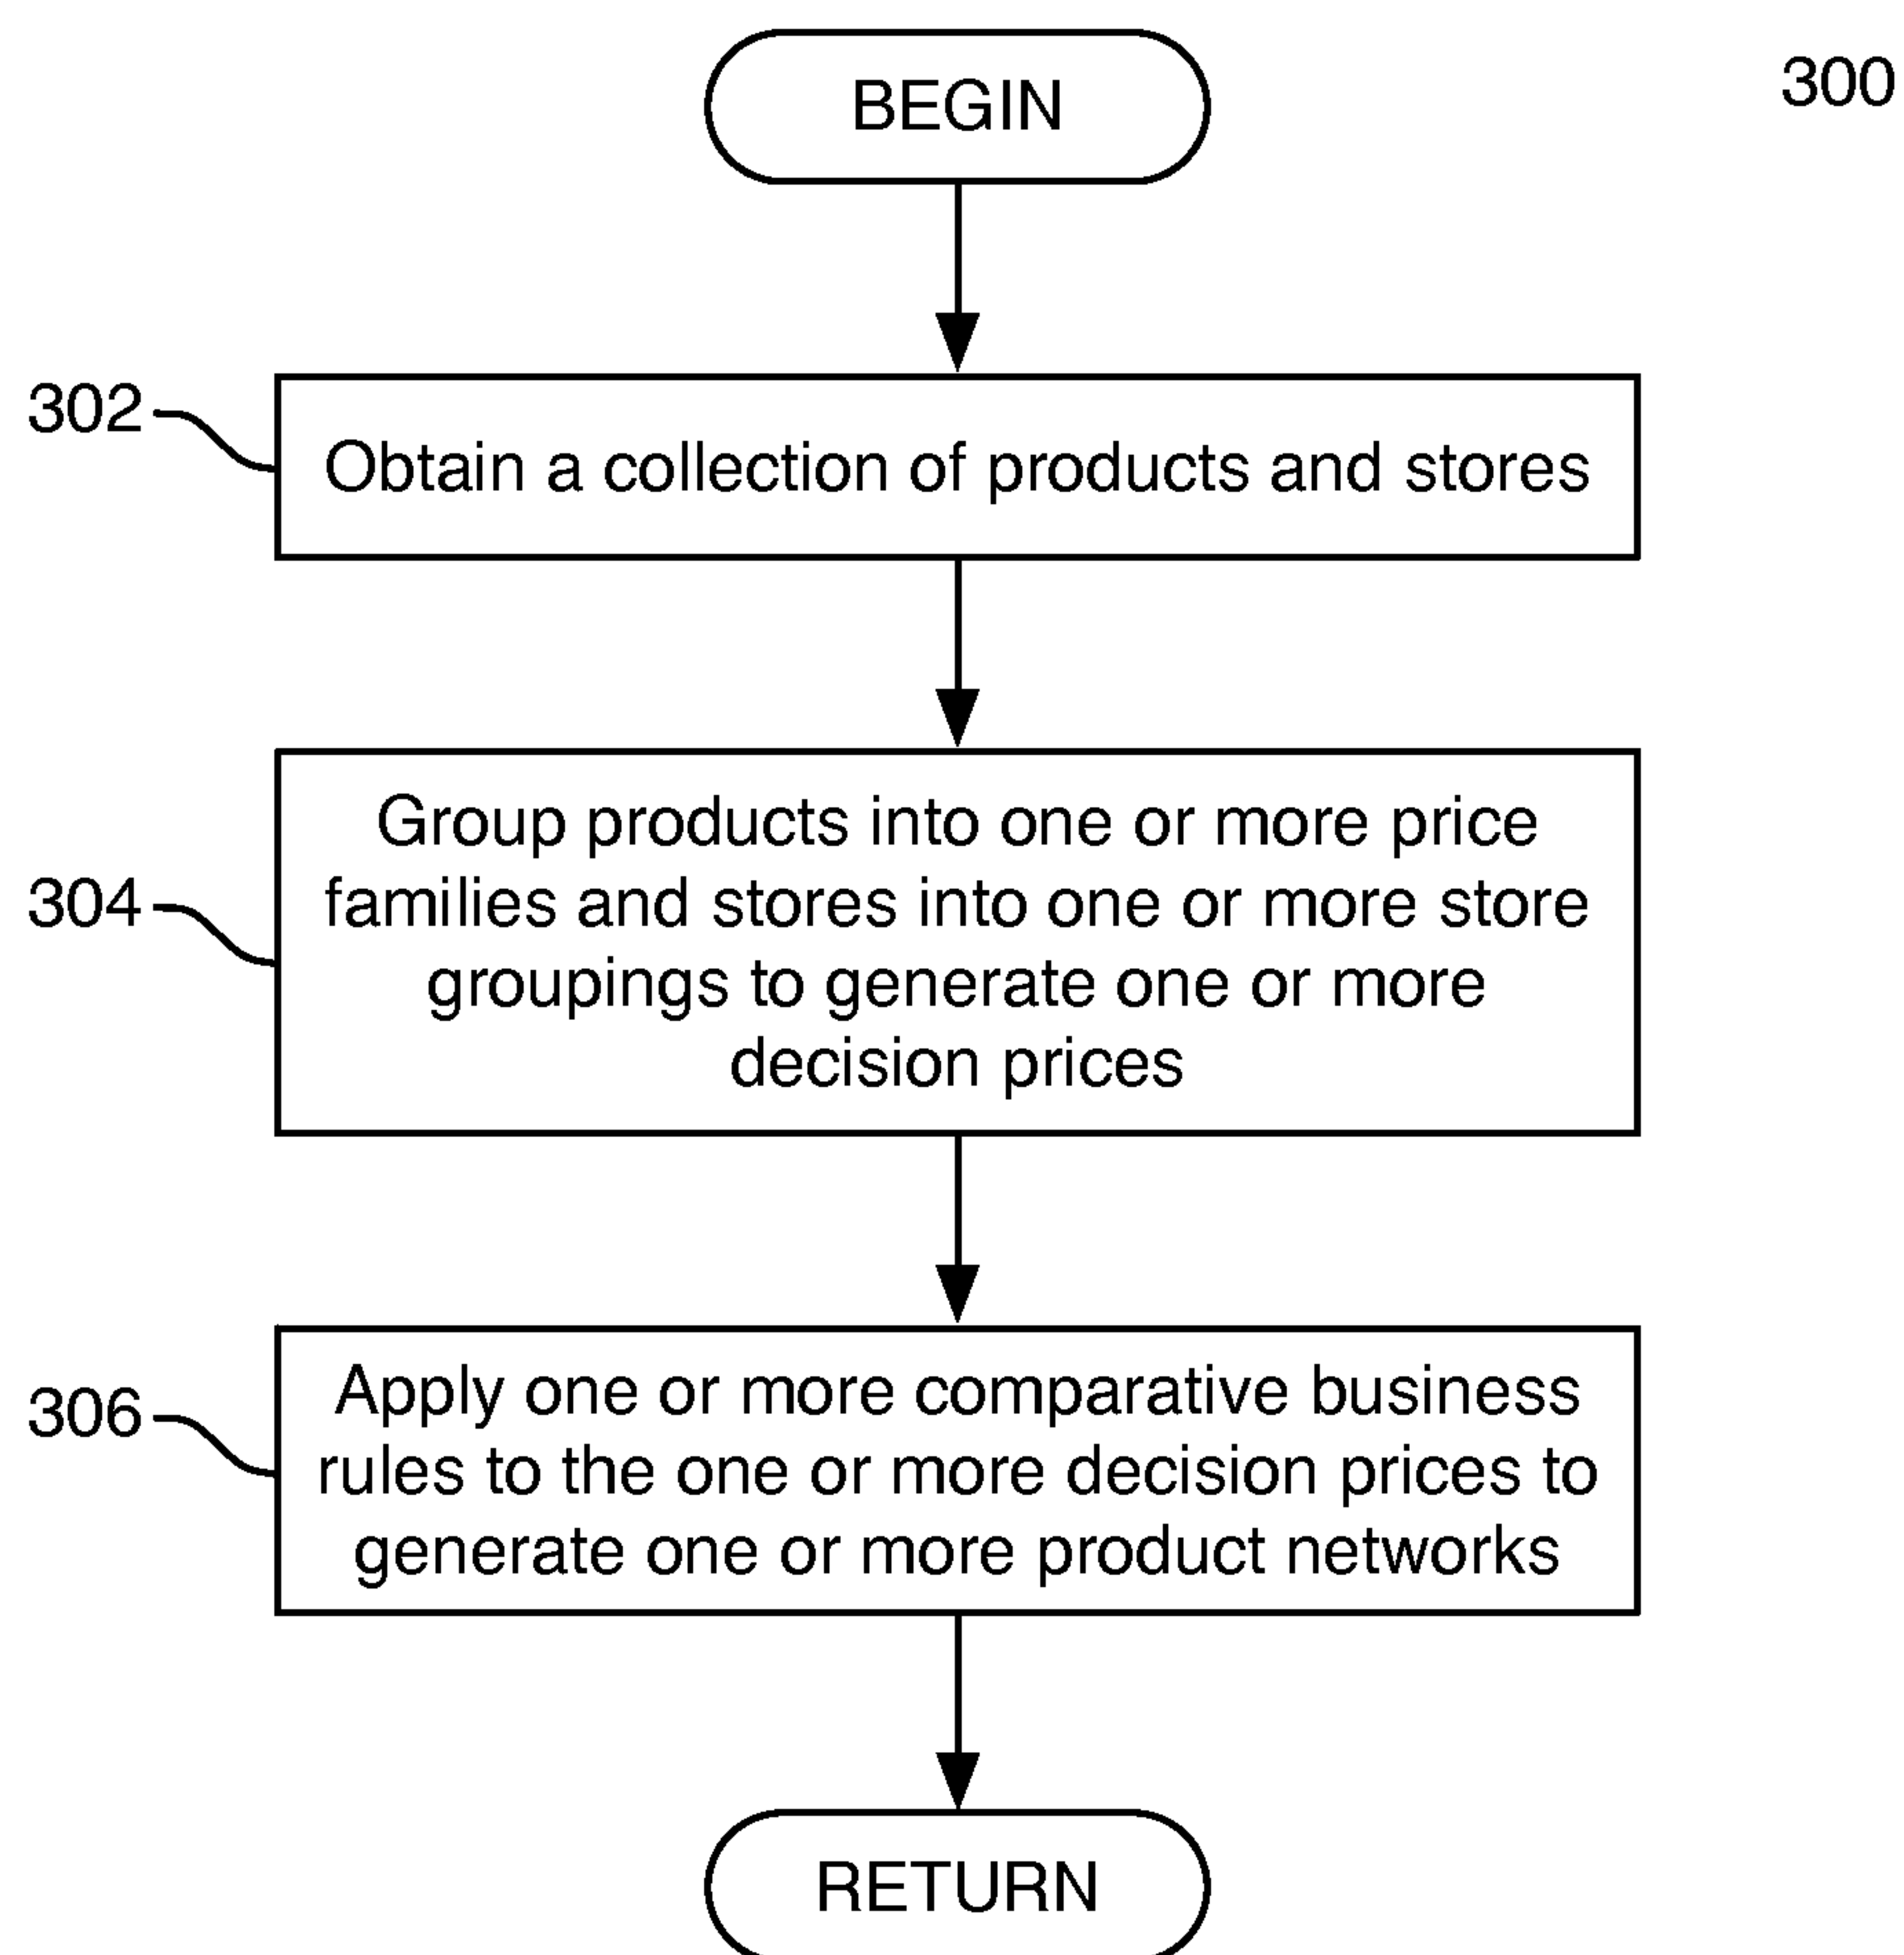 BEGIN
300
302
Obtain a collection of products and stores
304
Group products into one or more price
families and stores into one or more store
groupings to generate one or more
decision prices
306
Apply one or more comparative business
rules to the one or more decision prices to
generate one or more product networks
RETURN